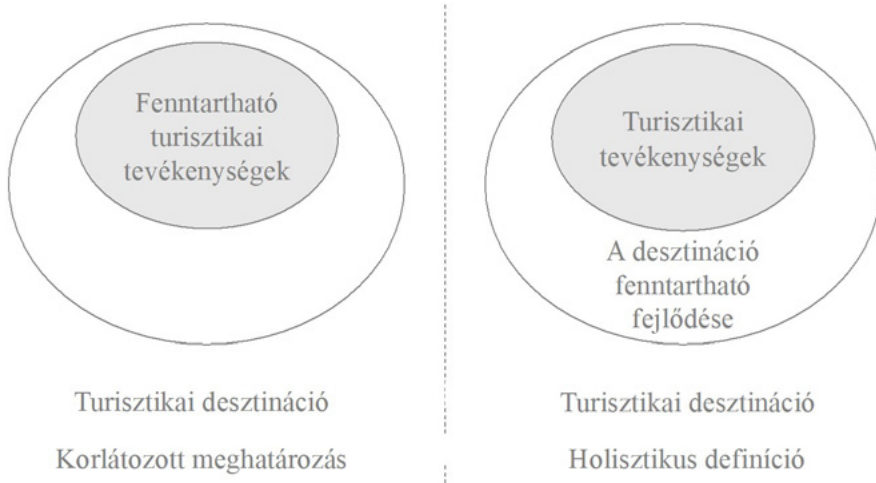 Fenntartható
turisztikai
tevékenységek
Turisztikai desztináció
Korlátozott meghatározás
Turisztikai
tevékenységek
A desztináció
fenntartható
fejlődése
Turisztikai desztináció
Holisztikus definíció